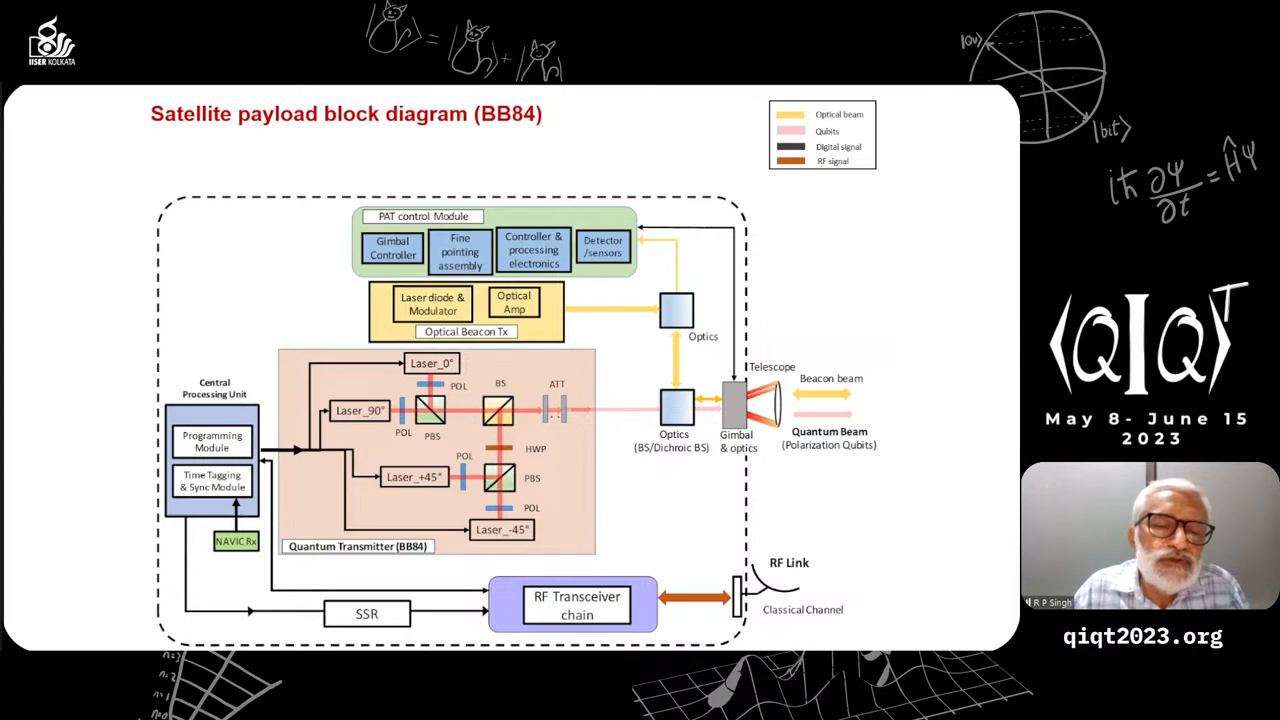 IISER KOLKATA
Satellite payload block diagram (BB84)
Optical beam
Qubits
Digital signal
RF signal
PAT control Module
Gimbal
Controller
Fine
pointing
assembly
Controller &
processing
electronics
Detector
/sensors
Laser diode &
Modulator
Optical
Amp
Optical Beacon Tx
Optics
Central
Processing Unit
Programming
Module
Time Tagging
& Sync Module
NAVIC Rx
Laser_0°
POL
BS
ATT
Laser_90°
POL
PBS
HWP
POL
Laser_+45°
PBS
POL
Laser_-45°
Quantum Transmitter (BB84)
Optics
(BS/Dichroic BS)
Gimbal
& optics
Telescope
Beacon beam
Quantum Beam
(Polarization Qubits)
SSR
RF Transceiver
chain
RF Link
Classical Channel
|0ν⟩
|bit⟩
iħ ∂ψ/∂t = Ĥψ
⟨QIQ⟩T
May 8- June 15
2023
R P Singh
qiqt2023.org
n=3
n=2
n=1
n=0